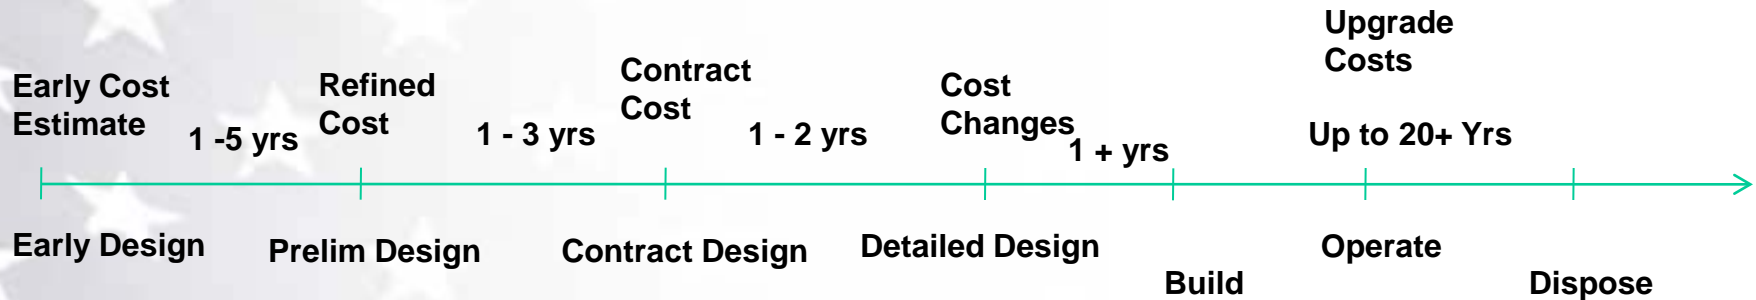 Early Cost
Estimate
1 -5 yrs
Refined
Cost
1 - 3 yrs
Contract
Cost
1 - 2 yrs
Cost
Changes
1 + yrs
Upgrade
Costs
Up to 20+ Yrs
Early Design
Prelim Design
Contract Design
Detailed Design
Build
Operate
Dispose